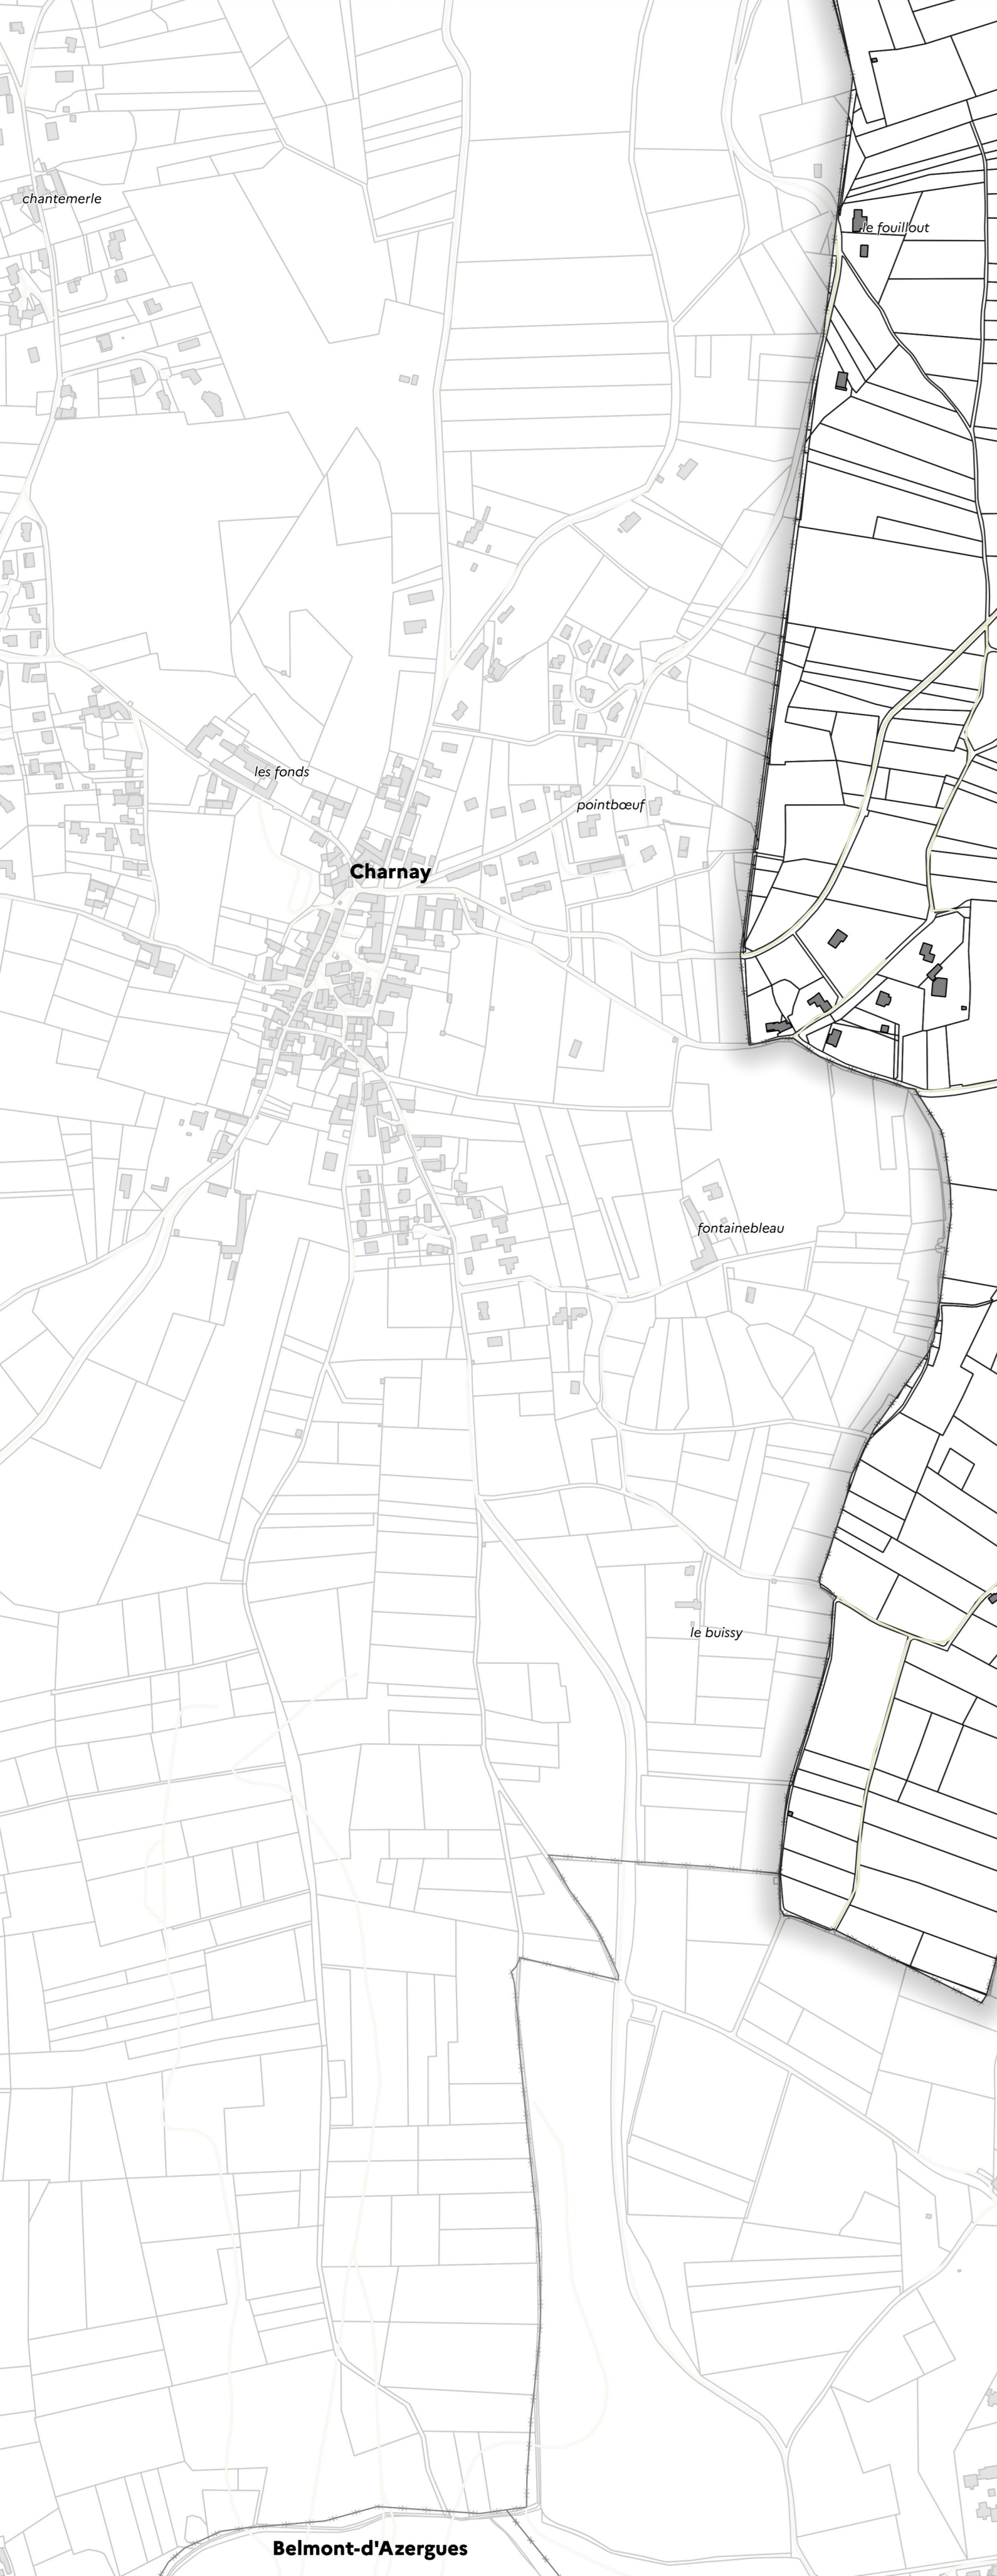 chantemerle
le fouillout
les fonds
pointbœuf
Charnay
fontainebleau
le buissy
Belmont-d'Azergues